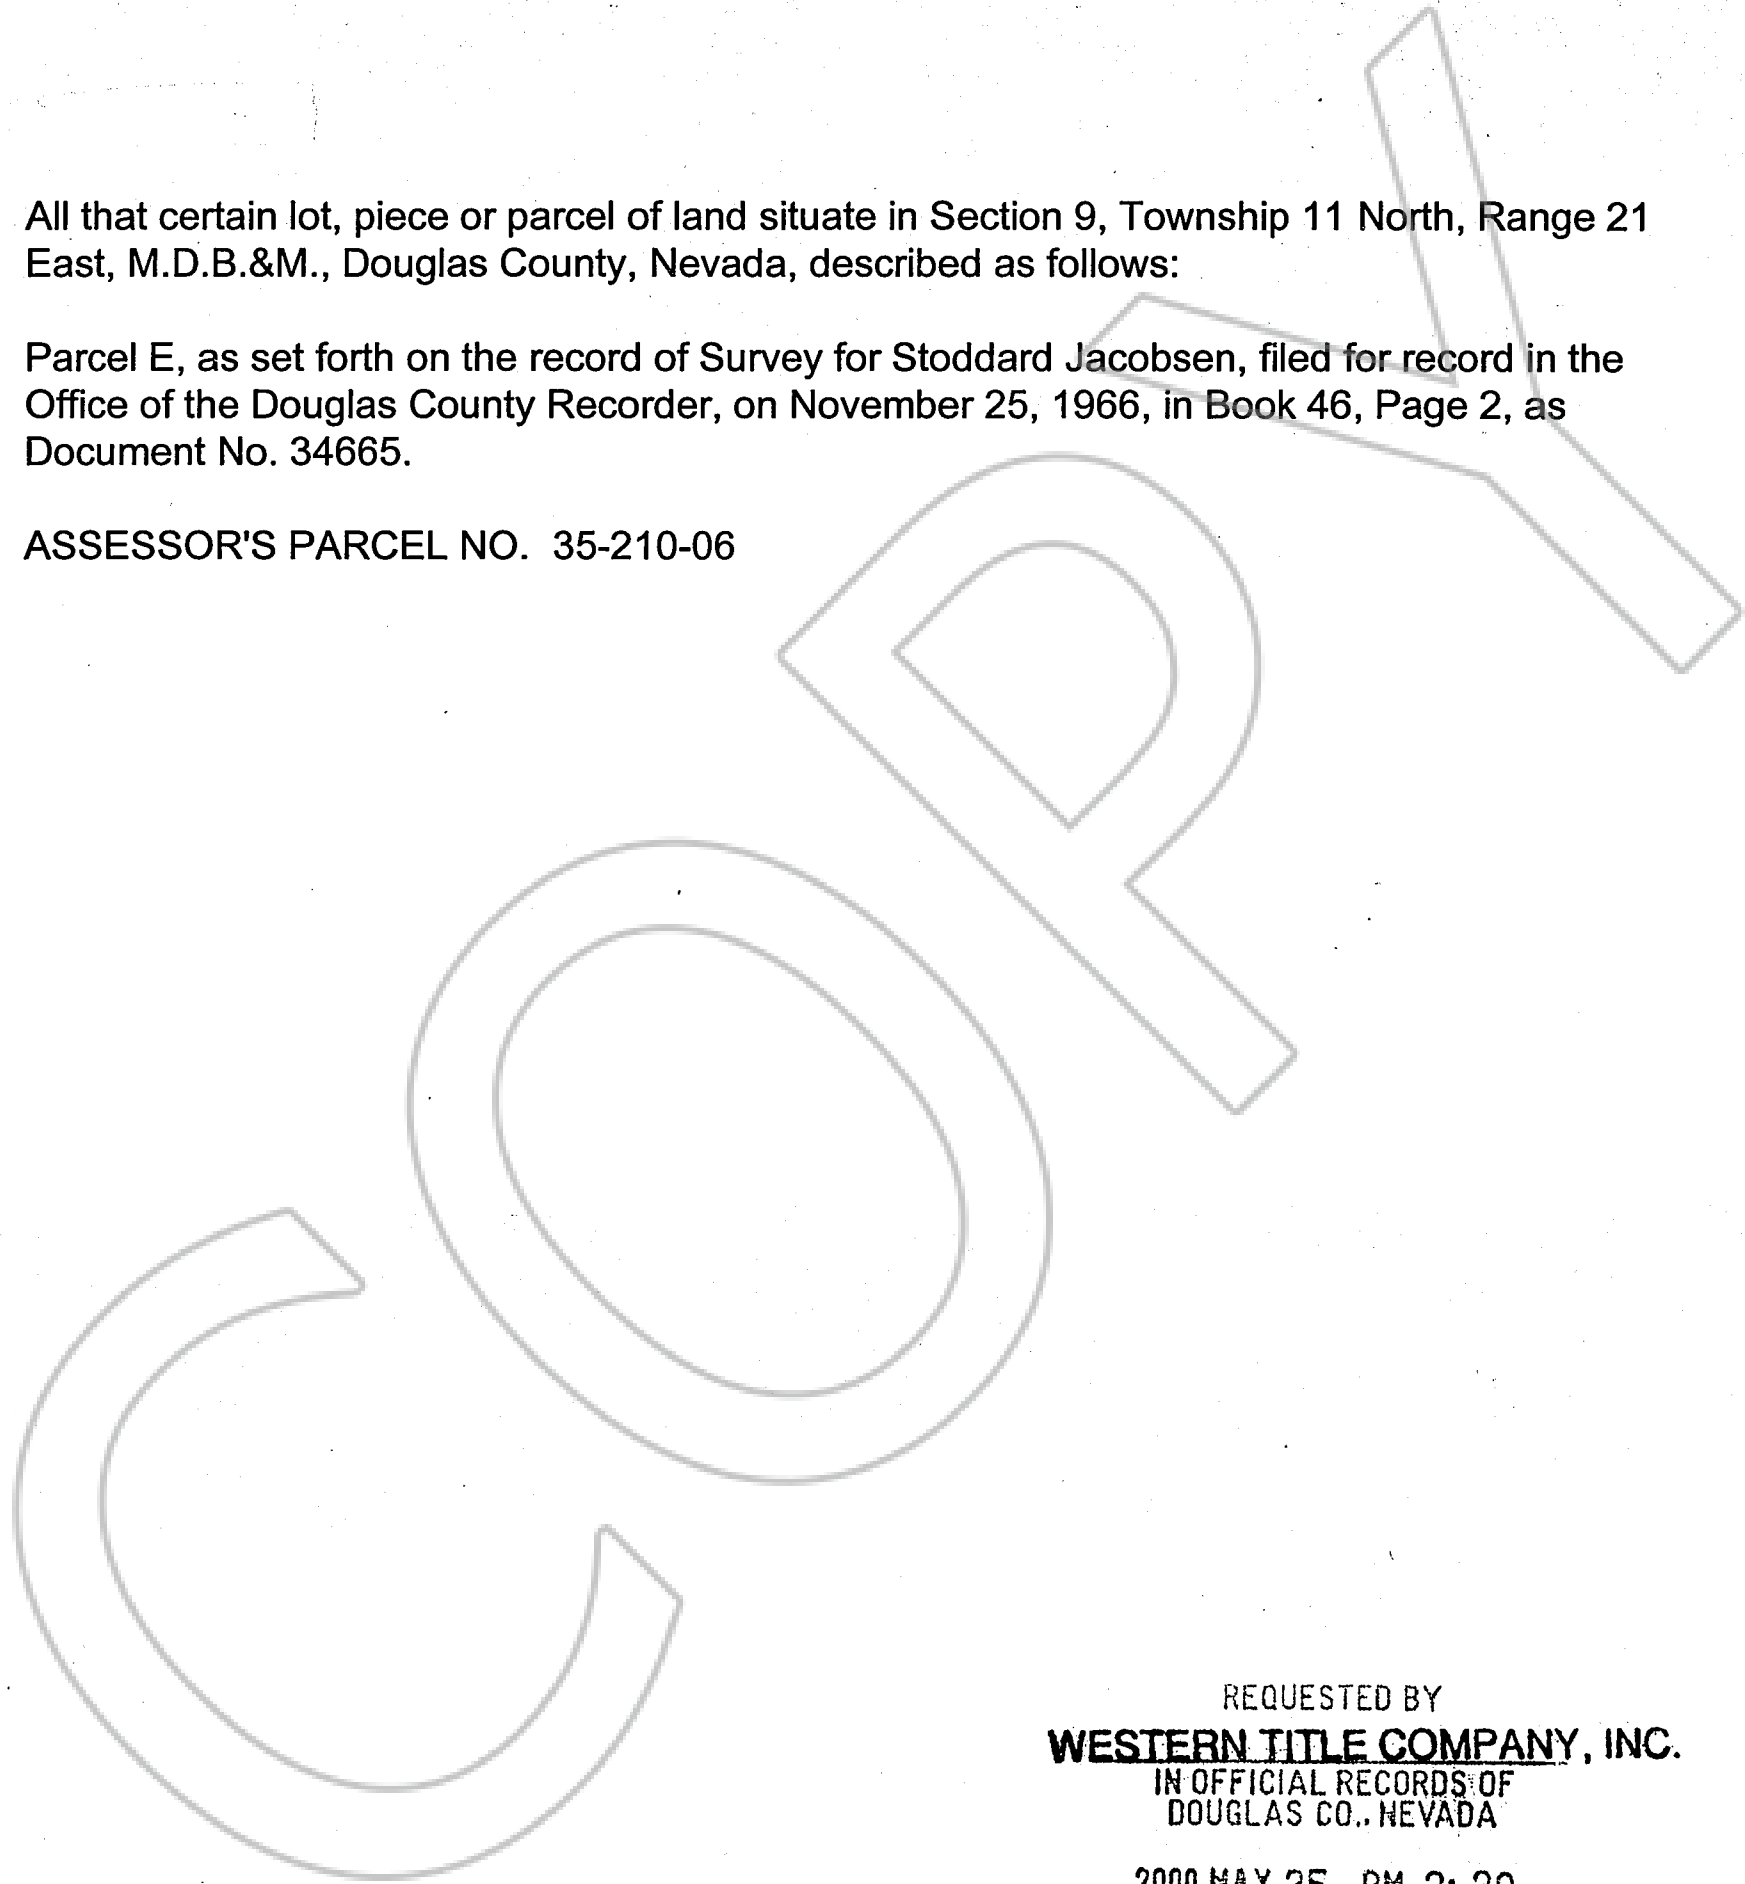 All that certain lot, piece or parcel of land situate in Section 9, Township 11 North, Range 21
East, M.D.B.&M., Douglas County, Nevada, described as follows:
Parcel E, as set forth on the record of Survey for Stoddard Jacobsen, filed for record in the
Office of the Douglas County Recorder, on November 25, 1966, in Book 46, Page 2, as
Document No. 34665.
ASSESSOR'S PARCEL NO. 35-210-06
COPY
REQUESTED BY
WESTERN TITLE COMPANY, INC.
IN OFFICIAL RECORDS OF
DOUGLAS CO., NEVADA
2000 MAY PM